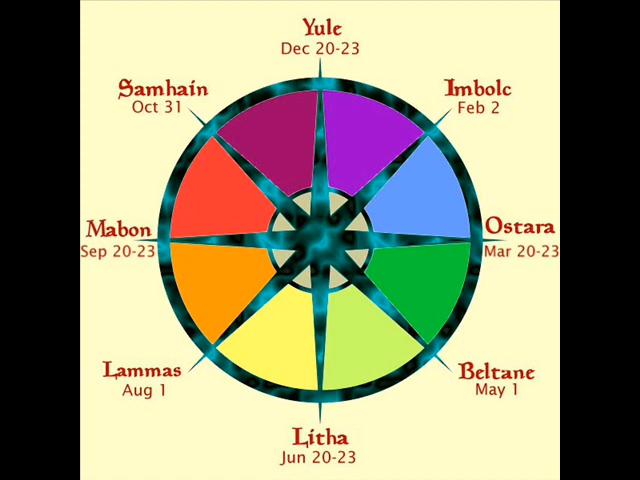 Yule
Dec 20-23
Imbolc
Feb 2
Ostara
Mar 20-23
Beltane
May 1
Litha
Jun 20-23
Lammas
Aug 1
Mabon
Sep 20-23
Samhain
Oct 31